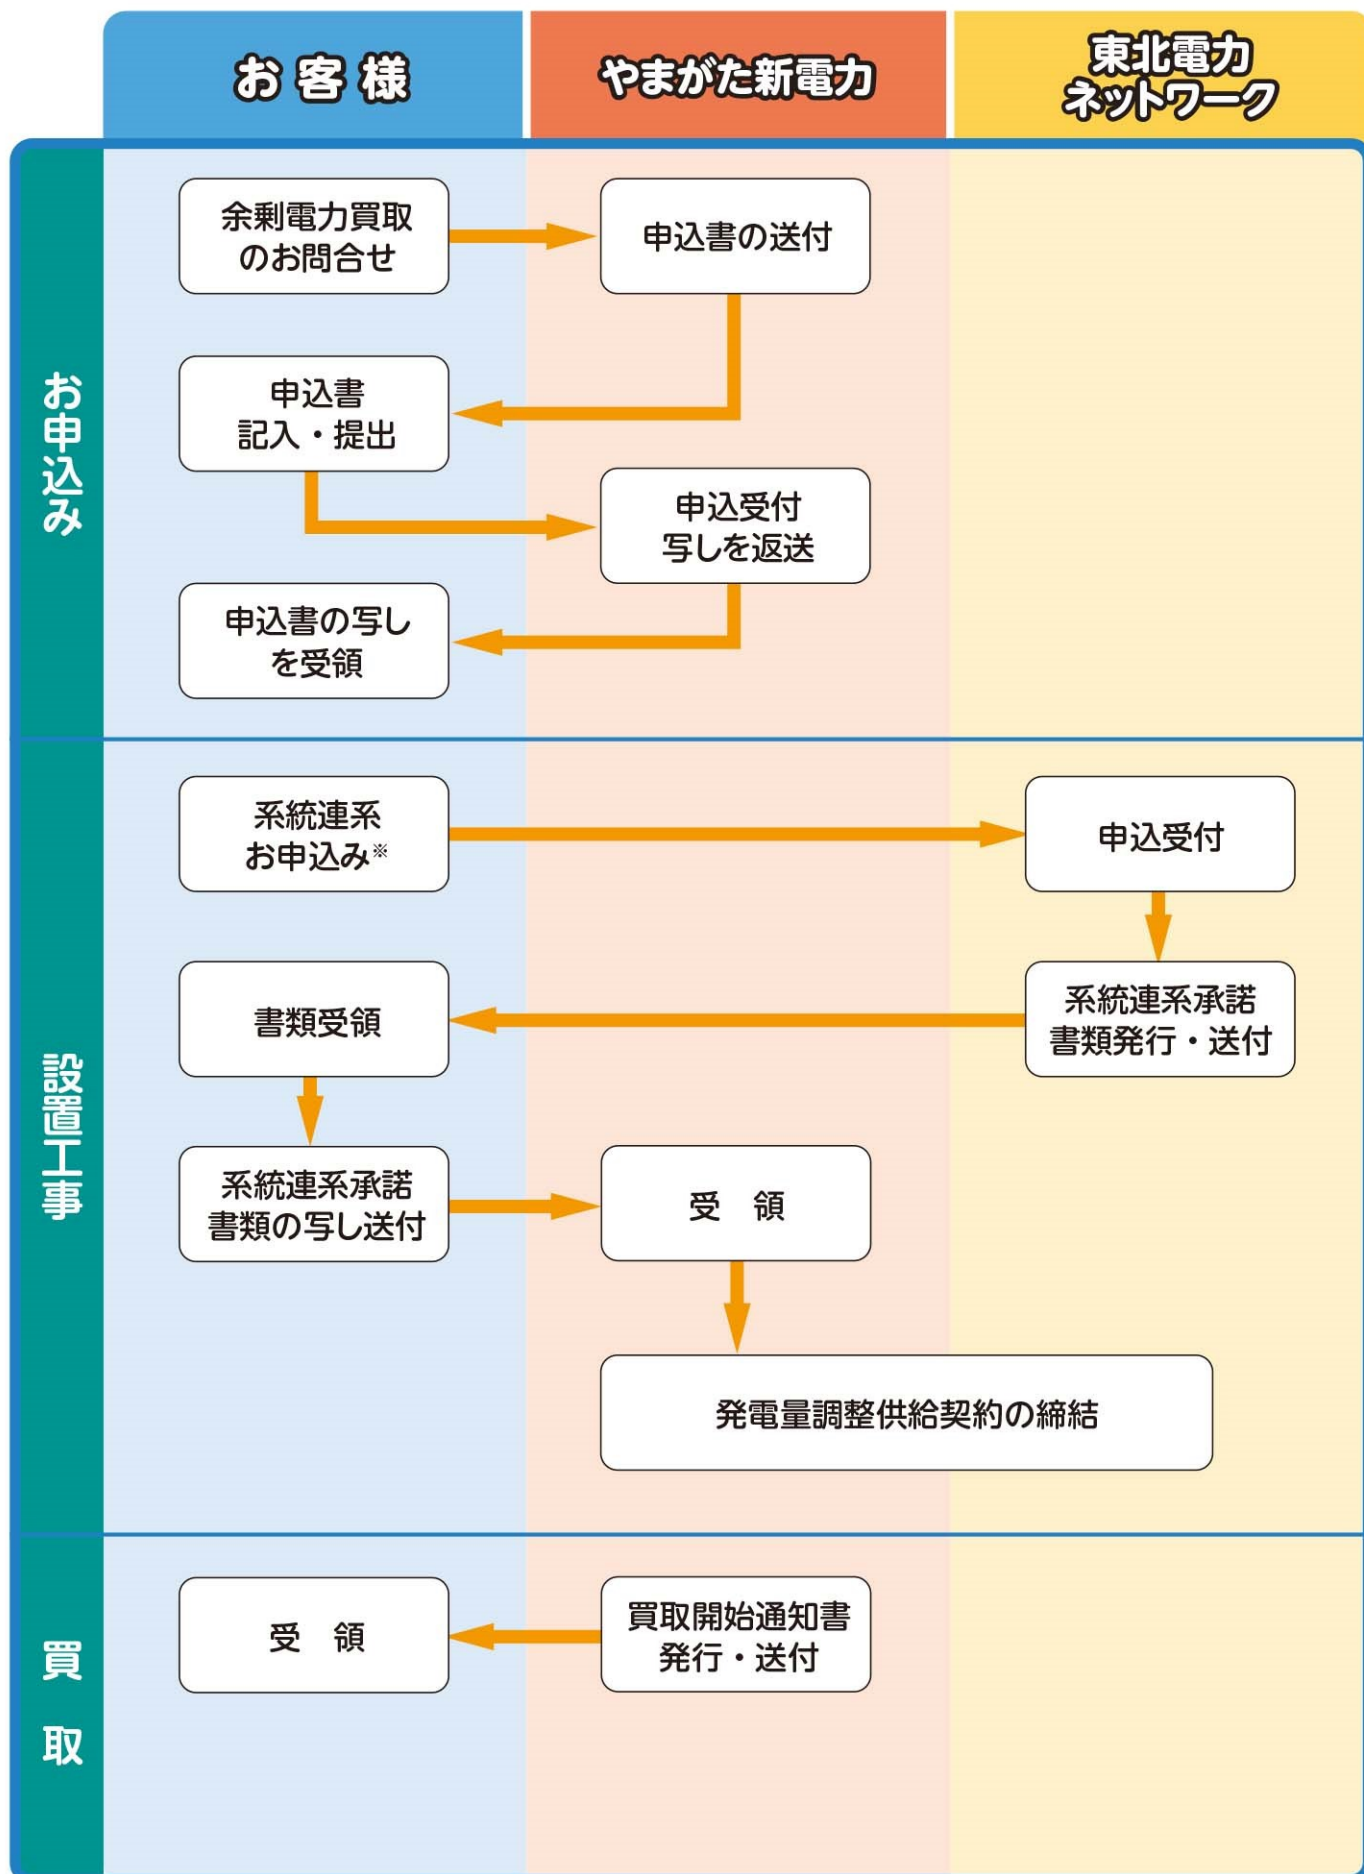 お客様
やまがた新電力
東北電力
ネットワーク
お申込み
余剰電力買取
のお問合せ
申込書の送付
申込書
記入・提出
申込受付
写しを返送
申込書の写し
を受領
設置工事
系統連系
お申込み※
申込受付
系統連系承諾
書類発行・送付
書類受領
系統連系承諾
書類の写し送付
受　領
発電量調整供給契約の締結
買　取
買取開始通知書
発行・送付
受　領